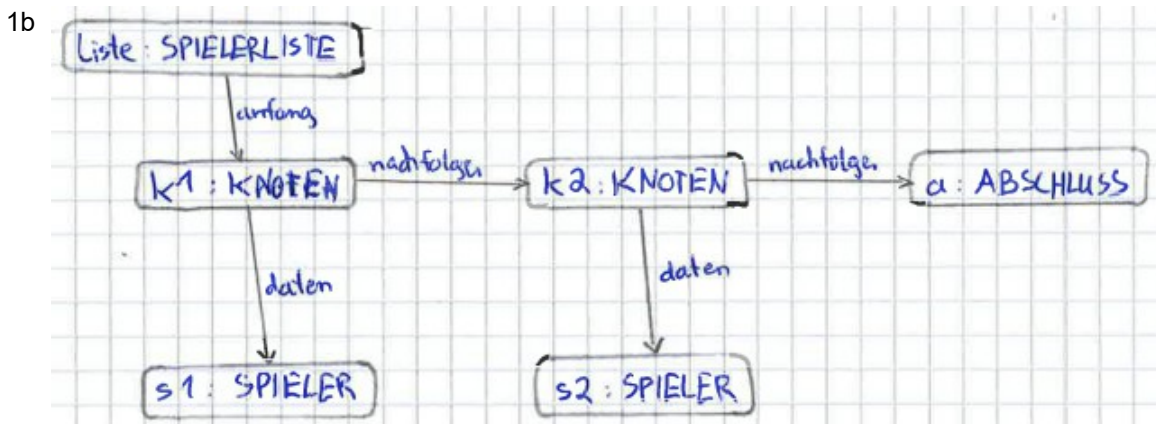 1b
Liste : SPIELERLISTE
anfang
k1 : KNOTEN
nachfolger
k2 : KNOTEN
nachfolger
a : ABSCHLUSS
daten
daten
s1 : SPIELER
s2 : SPIELER